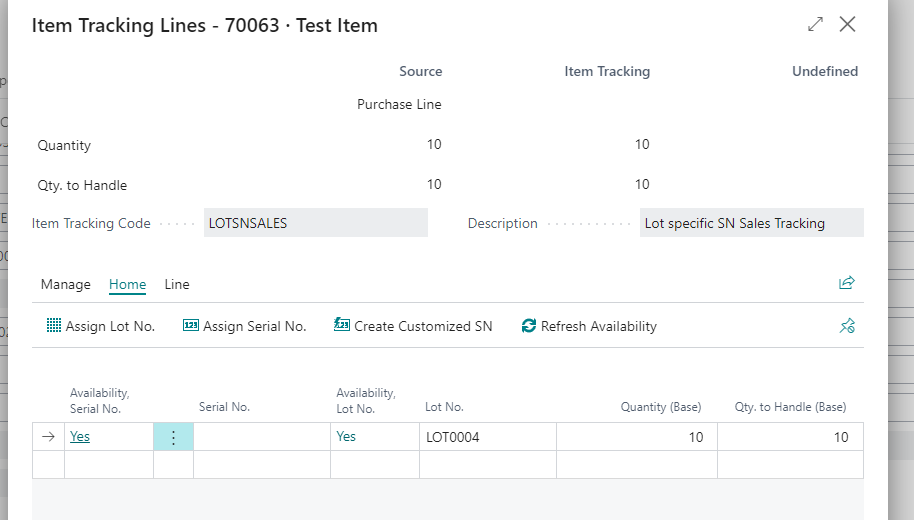 Item Tracking Lines - 70063 · Test Item
Source Item Tracking Undefined
Purchase Line
Quantity 10 10
Qty. to Handle 10 10
Item Tracking Code LOTSNSALES Description Lot specific SN Sales Tracking
Manage Home Line
Assign Lot No. Assign Serial No. Create Customized SN Refresh Availability
Availability, Serial No. Serial No. Availability, Lot No. Lot No. Quantity (Base) Qty. to Handle (Base)
Yes Yes LOT0004 10 10